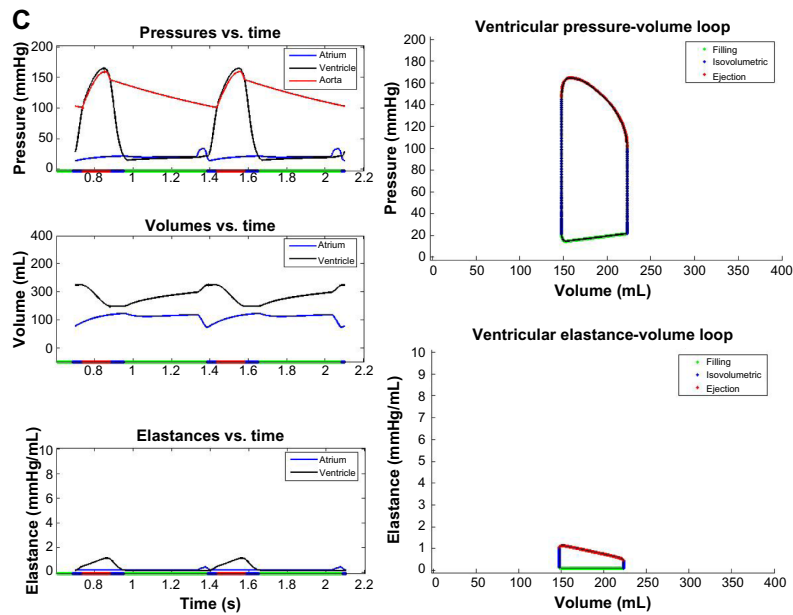 C
Pressures vs. time
Pressure (mmHg)
200
150
100
50
0
0.8
1
1.2
1.4
1.6
1.8
2
2.2
Atrium
Ventricle
Aorta
Volumes vs. time
Volume (mL)
400
300
200
100
0
0.8
1
1.2
1.4
1.6
1.8
2
2.2
Atrium
Ventricle
Elastances vs. time
Elastance (mmHg/mL)
10
8
6
4
2
0
0.8
1
1.2
1.4
1.6
1.8
2
2.2
Time (s)
Atrium
Ventricle
Ventricular pressure-volume loop
Pressure (mmHg)
200
180
160
140
120
100
80
60
40
20
0
0
50
100
150
200
250
300
350
400
Volume (mL)
Filling
Isovolumetric
Ejection
Ventricular elastance-volume loop
Elastance (mmHg/mL)
10
9
8
7
6
5
4
3
2
1
0
0
50
100
150
200
250
300
350
400
Volume (mL)
Filling
Isovolumetric
Ejection